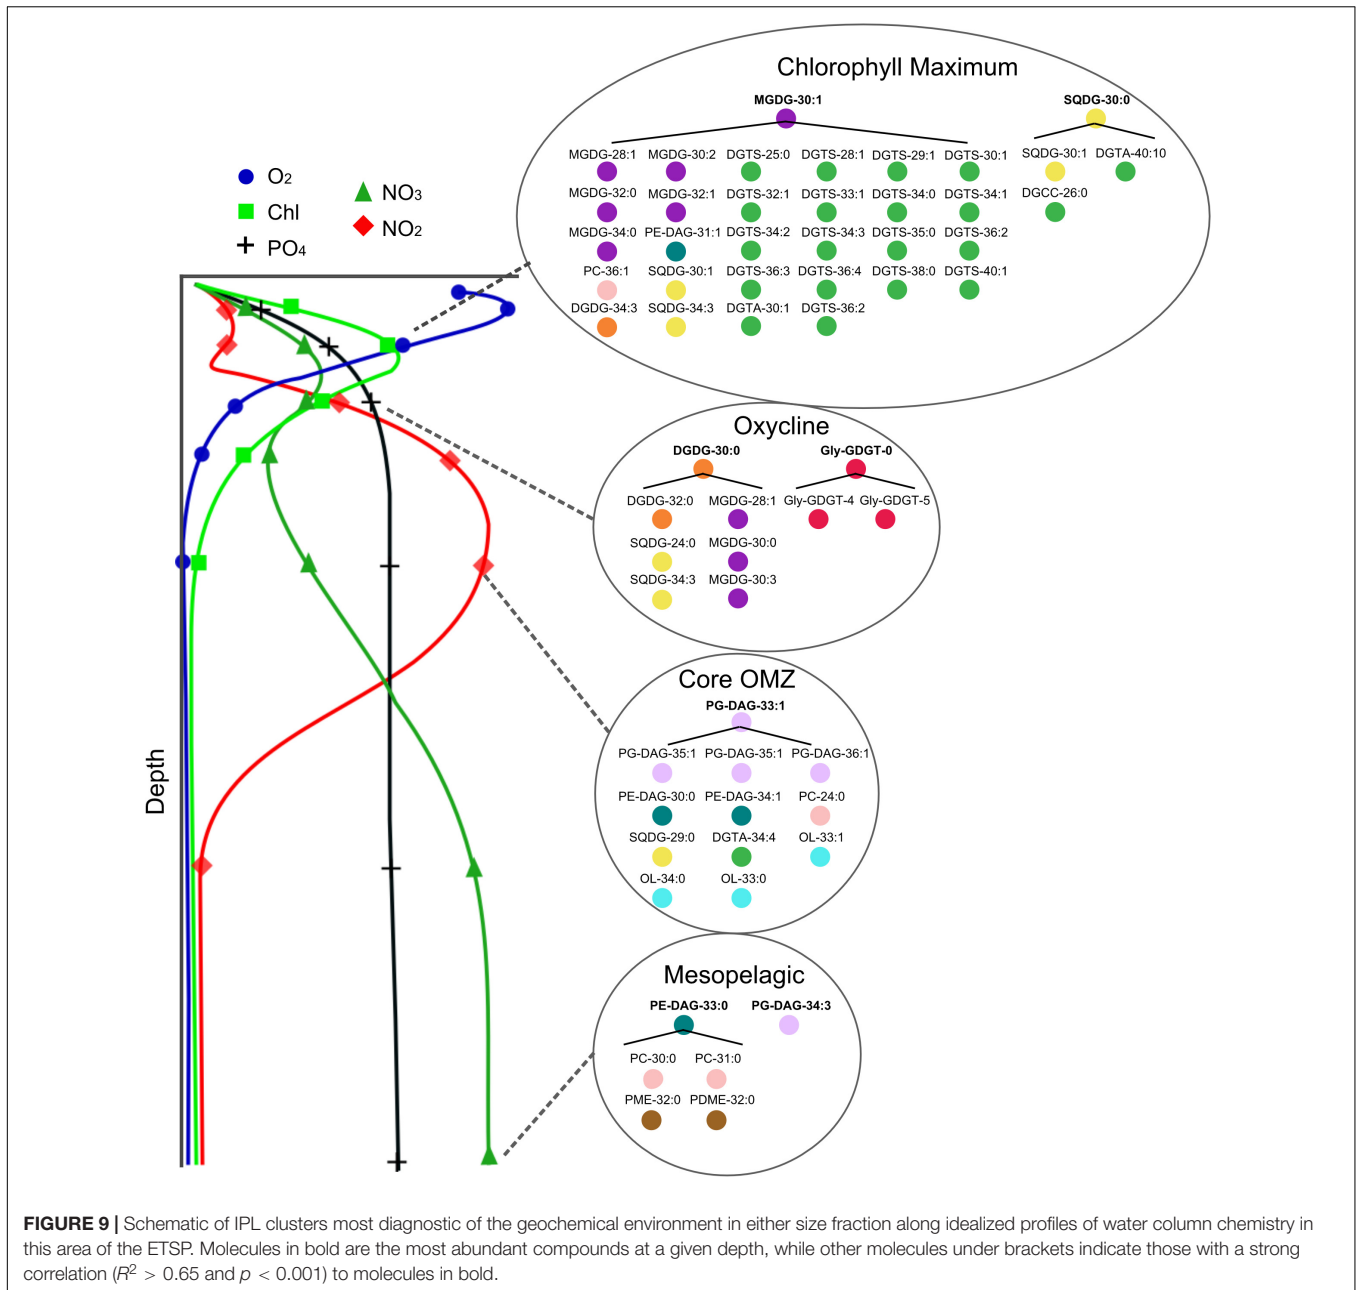 Chlorophyll Maximum
MGDG-30:1 SQDG-30:0
MGDG-28:1 MGDG-30:2 DGTS-25:0 DGTS-28:1 DGTS-29:1 DGTS-30:1 SQDG-30:1 DGTA-40:10
MGDG-32:0 MGDG-32:1 DGTS-32:1 DGTS-33:1 DGTS-34:0 DGTS-34:1 DGCC-26:0
MGDG-34:0 PE-DAG-31:1 DGTS-34:2 DGTS-34:3 DGTS-35:0 DGTS-36:2
PC-36:1 SQDG-30:1 DGTS-36:3 DGTS-36:4 DGTS-38:0 DGTS-40:1
DGDG-34:3 SQDG-34:3 DGTA-30:1 DGTS-36:2
O2
Chl
PO4
NO3
NO2
Depth
Oxycline
DGDG-30:0 Gly-GDGT-0
DGDG-32:0 MGDG-28:1 Gly-GDGT-4 Gly-GDGT-5
SQDG-24:0 MGDG-30:0
SQDG-34:3 MGDG-30:3
Core OMZ
PG-DAG-33:1
PG-DAG-35:1 PG-DAG-35:1 PG-DAG-36:1
PE-DAG-30:0 PE-DAG-34:1 PC-24:0
SQDG-29:0 DGTA-34:4 OL-33:1
OL-34:0 OL-33:0
Mesopelagic
PE-DAG-33:0 PG-DAG-34:3
PC-30:0 PC-31:0
PME-32:0 PDME-32:0
FIGURE 9 | Schematic of IPL clusters most diagnostic of the geochemical environment in either size fraction along idealized profiles of water column chemistry in
this area of the ETSP. Molecules in bold are the most abundant compounds at a given depth, while other molecules under brackets indicate those with a strong
correlation (R² > 0.65 and p < 0.001) to molecules in bold.